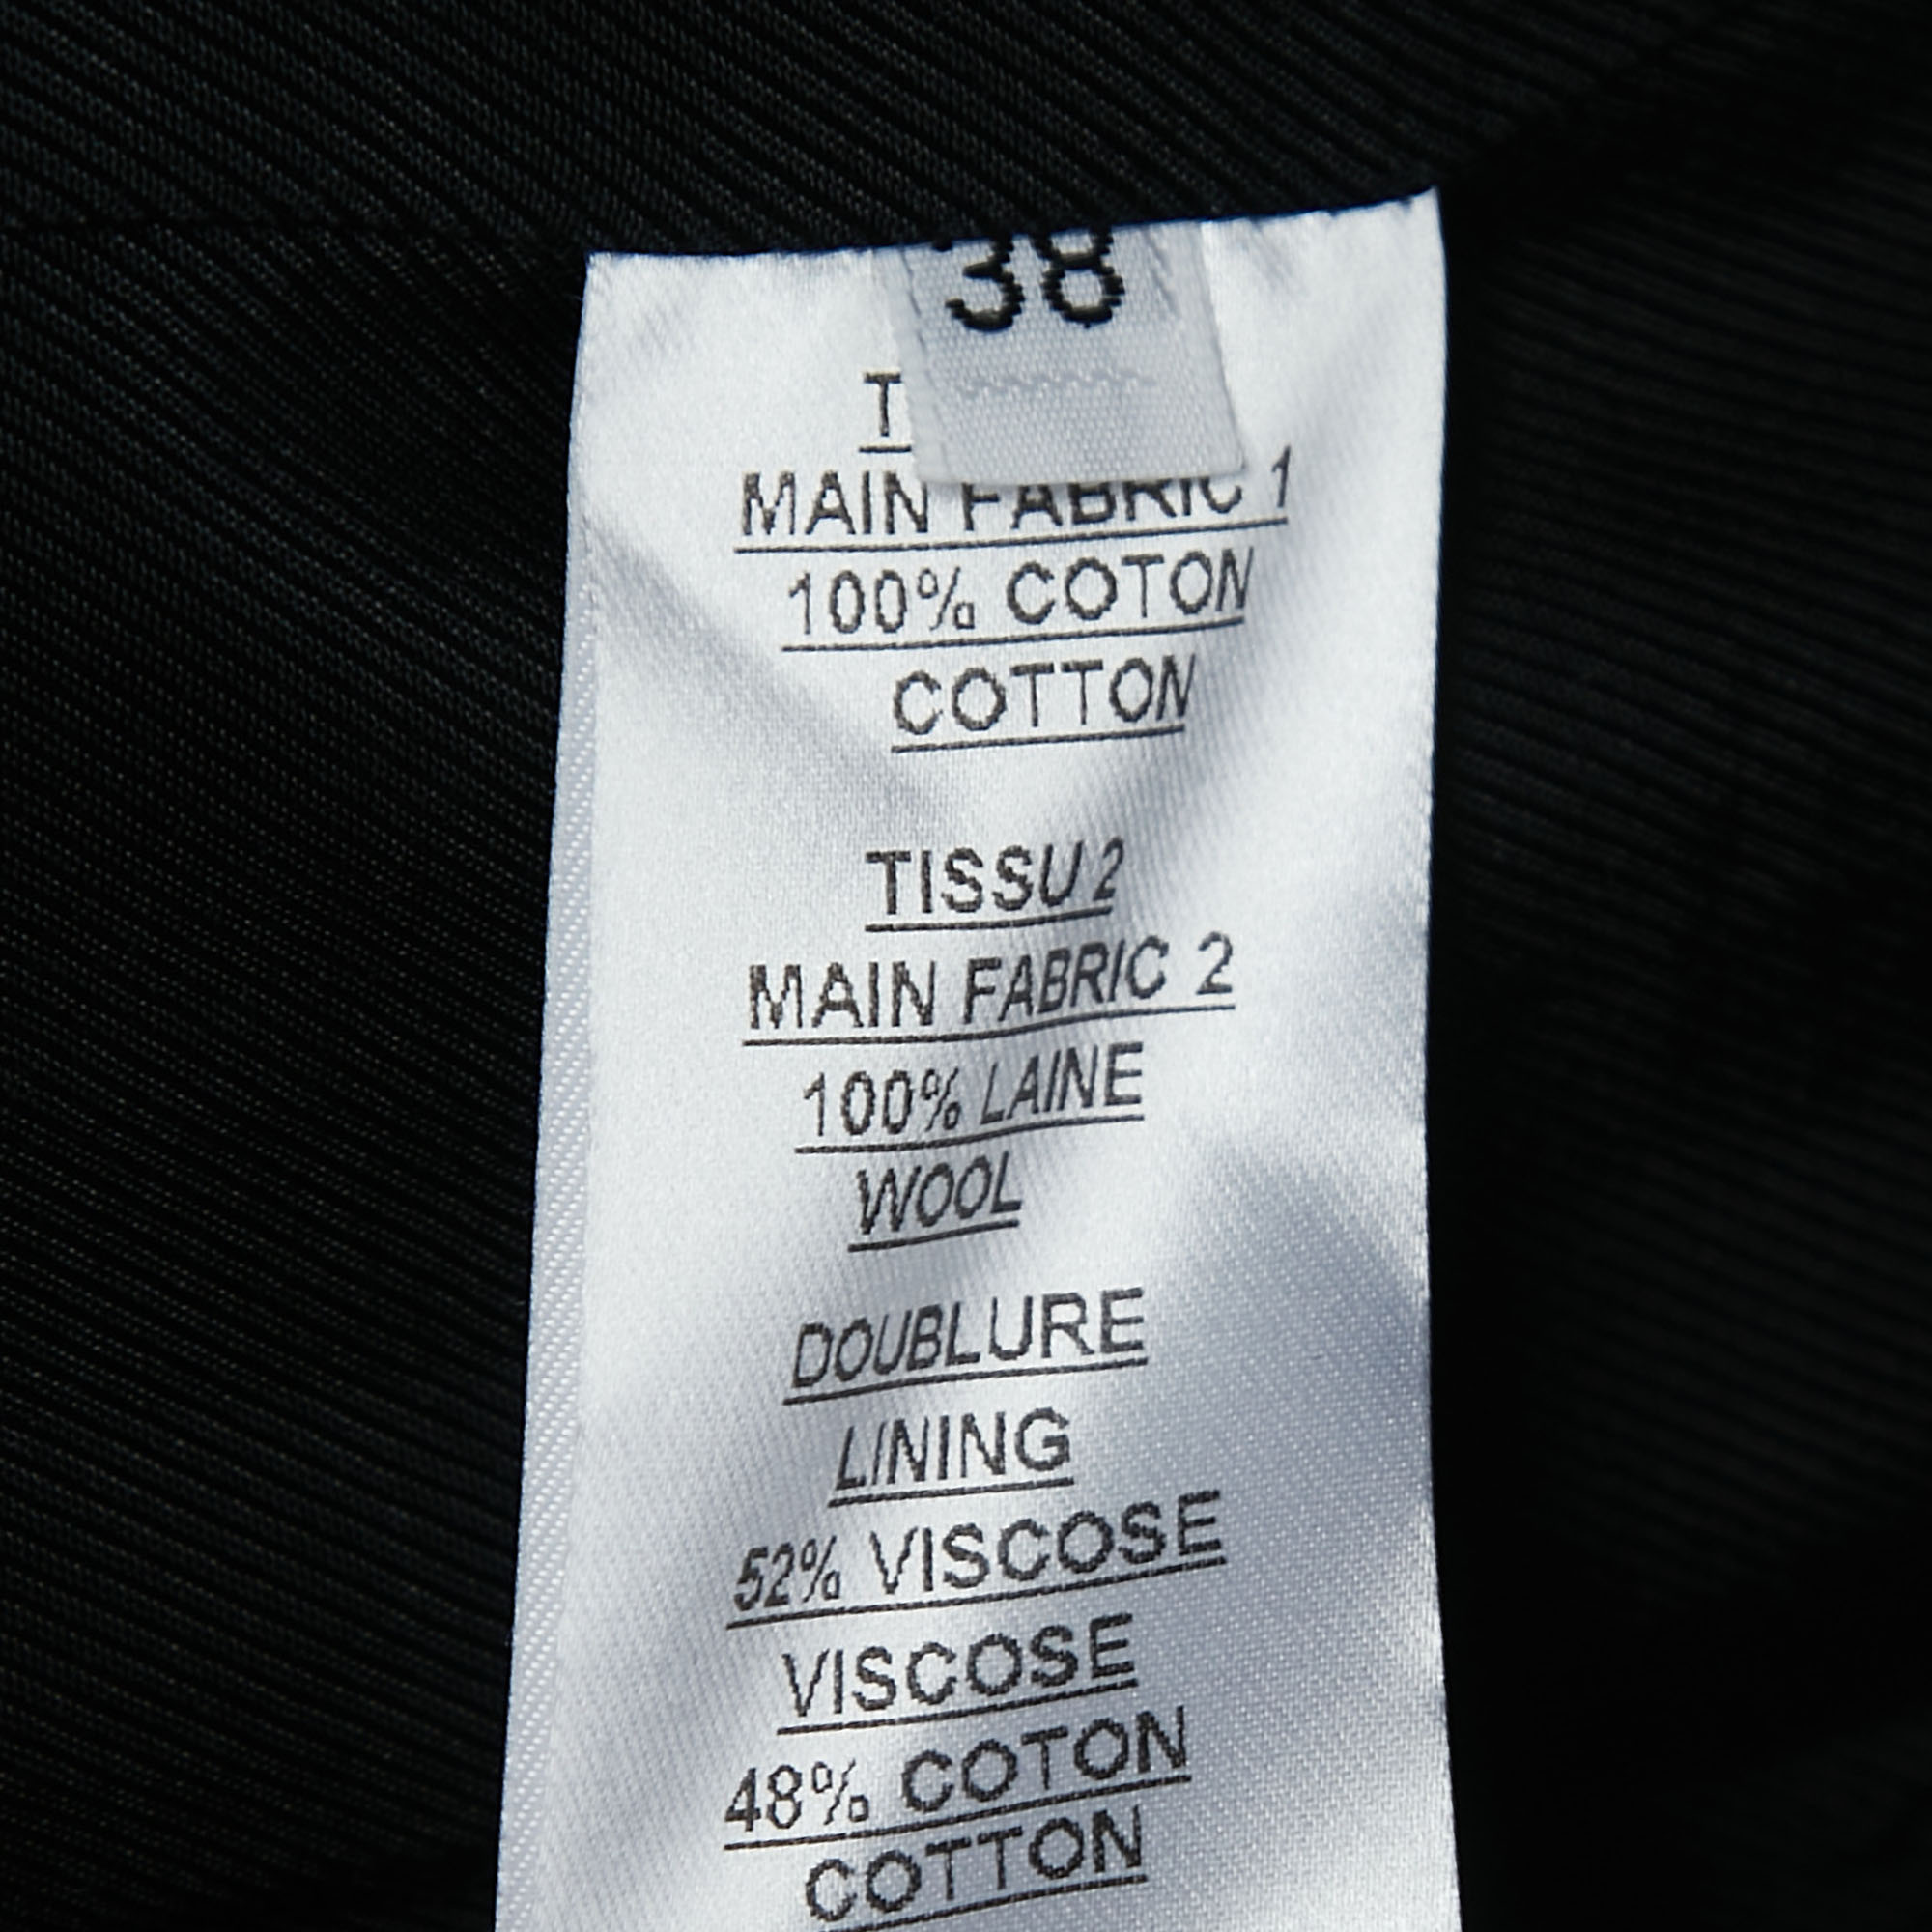 38
MAIN FABRIC 1
100% COTON
COTTON
TISSU 2
MAIN FABRIC 2
100% LAINE
WOOL
DOUBLURE
LINING
52% VISCOSE
VISCOSE
48% COTON
COTTON